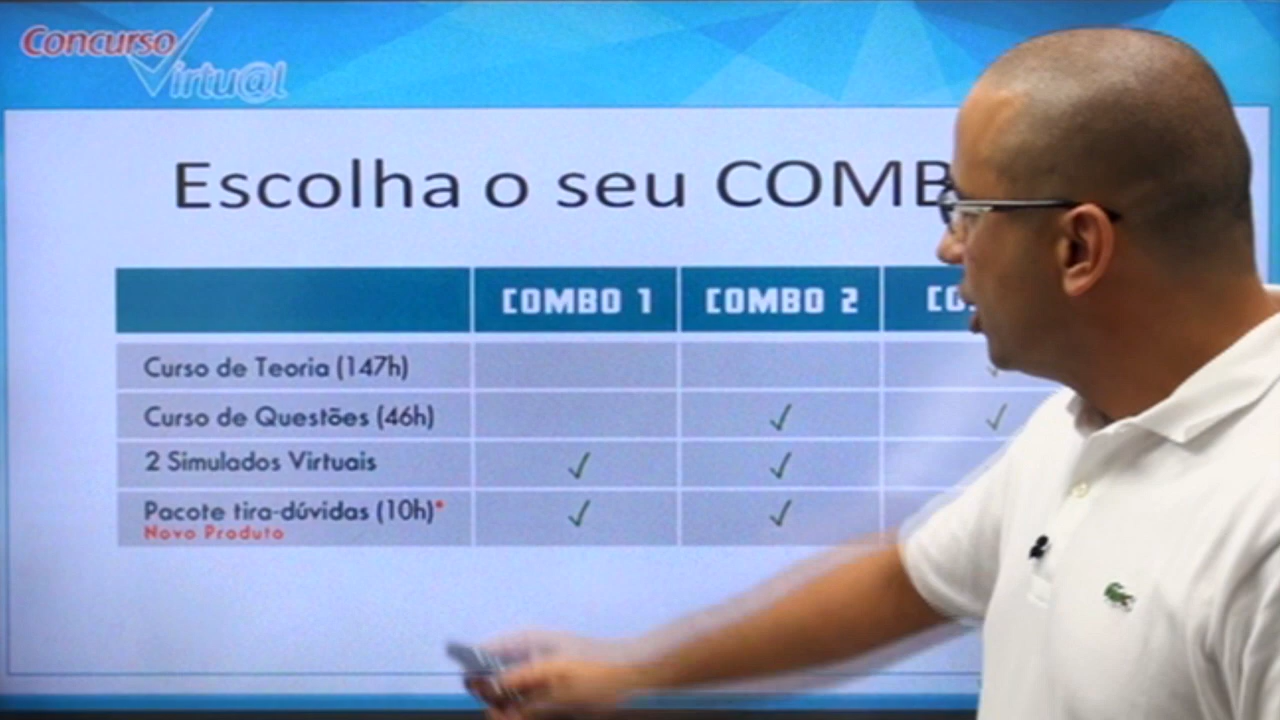 Concurso
Virtu@l
Escolha o seu
COMBO 1 COMBO 2
Curso de Teoria (147h)
Curso de Questões (46h)
2 Simulados Virtuais
Pacote tira-dúvidas (10h)*
Novo Produto